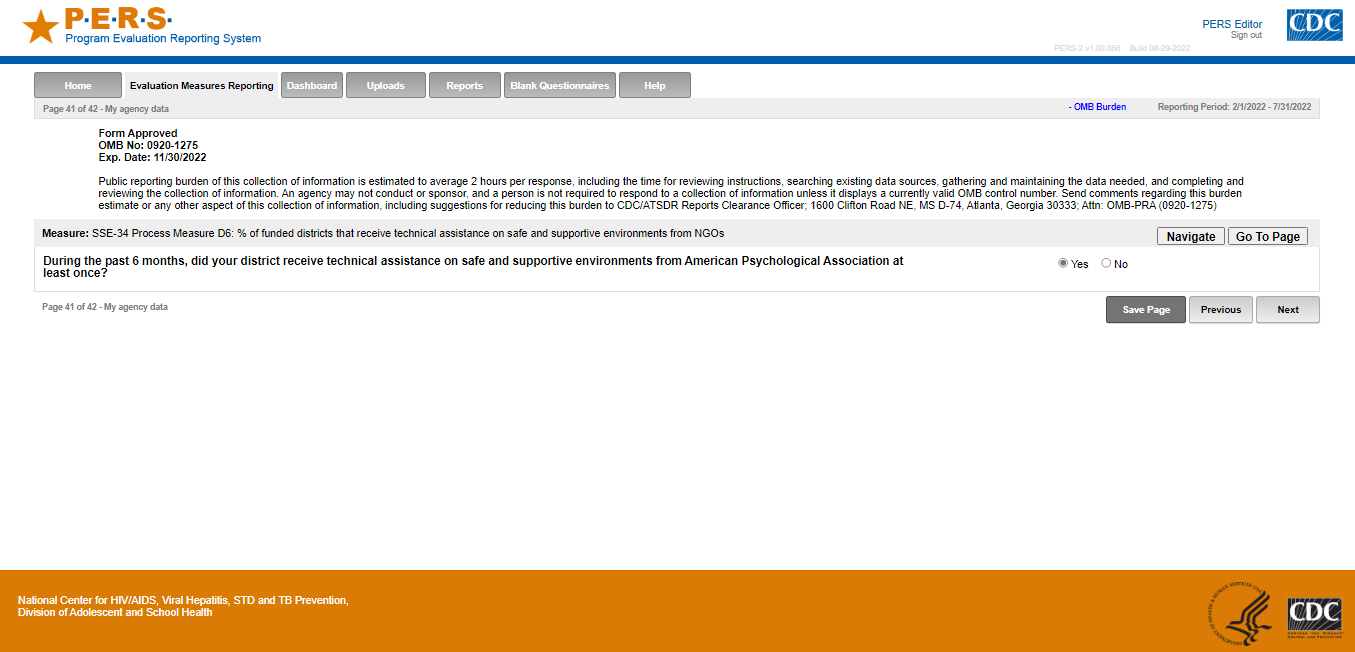 P·E·R·S·
Program Evaluation Reporting System
PERS Editor
Sign out
CDC
PERS-2 v1.00.056 Build 08-29-2022
Home Evaluation Measures Reporting Dashboard Uploads Reports Blank Questionnaires Help
Page 41 of 42 - My agency data - OMB Burden Reporting Period: 2/1/2022 - 7/31/2022
Form Approved
OMB No: 0920-1275
Exp. Date: 11/30/2022
Public reporting burden of this collection of information is estimated to average 2 hours per response, including the time for reviewing instructions, searching existing data sources, gathering and maintaining the data needed, and completing and
reviewing the collection of information. An agency may not conduct or sponsor, and a person is not required to respond to a collection of information unless it displays a currently valid OMB control number. Send comments regarding this burden
estimate or any other aspect of this collection of information, including suggestions for reducing this burden to CDC/ATSDR Reports Clearance Officer; 1600 Clifton Road NE, MS D-74, Atlanta, Georgia 30333; Attn: OMB-PRA (0920-1275)
Measure: SSE-34 Process Measure D6: % of funded districts that receive technical assistance on safe and supportive environments from NGOs
Navigate Go To Page
During the past 6 months, did your district receive technical assistance on safe and supportive environments from American Psychological Association at
least once?
Yes No
Page 41 of 42 - My agency data
Save Page Previous Next
National Center for HIV/AIDS, Viral Hepatitis, STD and TB Prevention,
Division of Adolescent and School Health
CDC